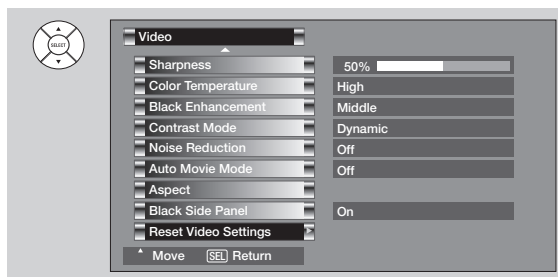 SELECT
Video
Sharpness 50%
Color Temperature High
Black Enhancement Middle
Contrast Mode Dynamic
Noise Reduction Off
Auto Movie Mode Off
Aspect
Black Side Panel On
Reset Video Settings
Move SEL Return